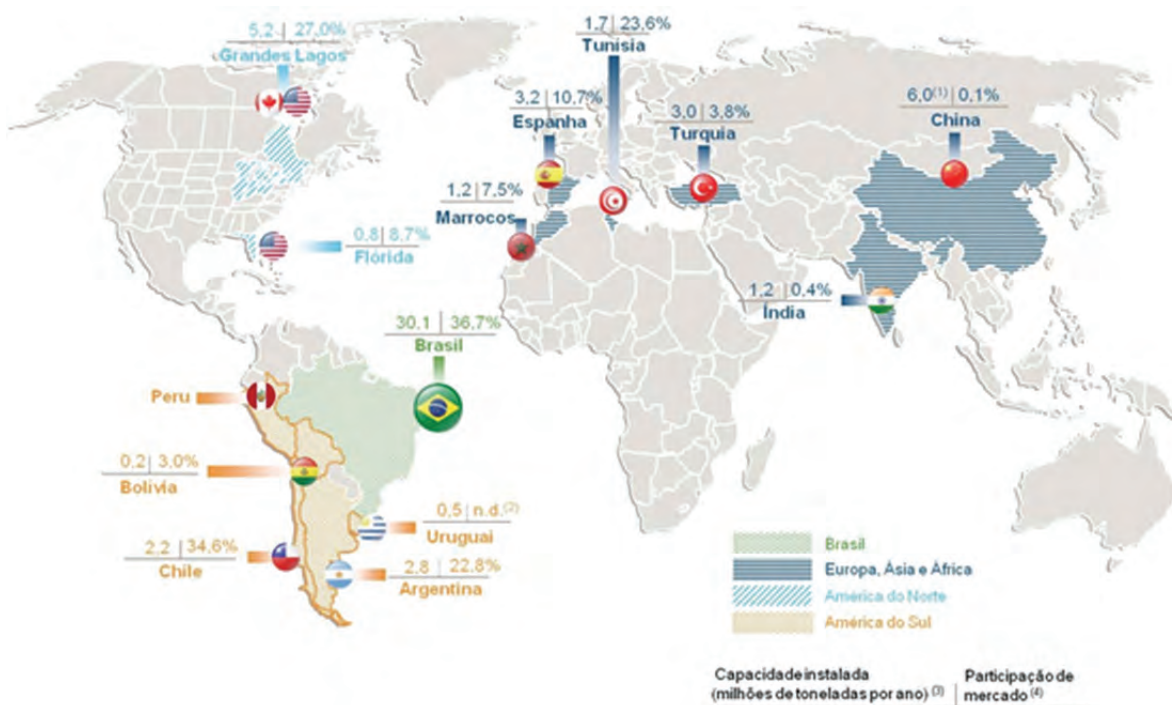 5,2 | 27,0%
Grandes Lagos
1,7 | 23,6%
Tunísia
3,2 | 10,7%
Espanha
3,0 | 3,8%
Turquia
6,0(1) | 0,1%
China
1,2 | 7,5%
Marrocos
0,8 | 8,7%
Flórida
1,2 | 0,4%
Índia
30,1 | 36,7%
Brasil
Peru
0,2 | 3,0%
Bolívia
0,5 | n.d.(2)
Uruguai
2,2 | 34,6%
Chile
2,8 | 22,8%
Argentina
Brasil
Europa, Ásia e África
América do Norte
América do Sul
Capacidade instalada
(milhões de toneladas por ano) (3)
Participação de
mercado (4)